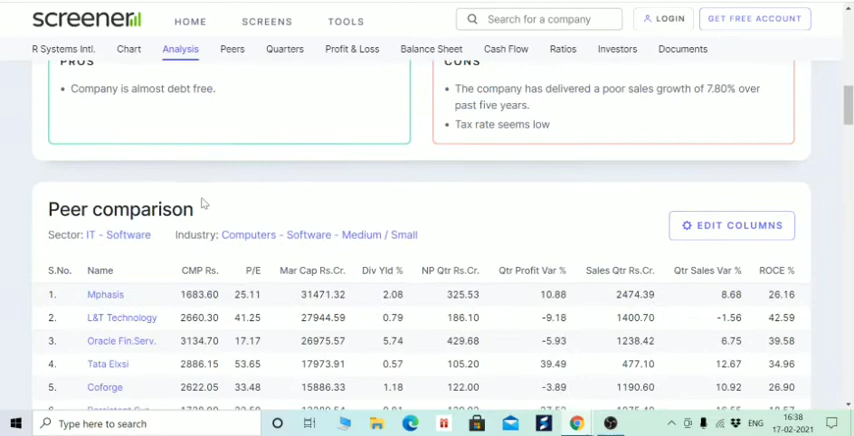 screener
HOME SCREENS TOOLS
Search for a company
LOGIN
GET FREE ACCOUNT
R Systems Intl. Chart Analysis Peers Quarters Profit & Loss Balance Sheet Cash Flow Ratios Investors Documents
PROS
• Company is almost debt free.
CONS
• The company has delivered a poor sales growth of 7.80% over
past five years.
• Tax rate seems low
Peer comparison
Sector: IT - Software Industry: Computers - Software - Medium / Small
EDIT COLUMNS
S.No. Name CMP Rs. P/E Mar Cap Rs.Cr. Div Yld % NP Qtr Rs.Cr. Qtr Profit Var % Sales Qtr Rs.Cr. Qtr Sales Var % ROCE %
1. Mphasis 1683.60 25.11 31471.32 2.08 325.53 10.88 2474.39 8.68 26.16
2. L&T Technology 2660.30 41.25 27944.59 0.79 186.10 -9.18 1400.70 -1.56 42.59
3. Oracle Fin.Serv. 3134.70 17.17 26975.57 5.74 429.68 -5.93 1238.42 6.75 39.58
4. Tata Elxsi 2886.15 53.65 17973.91 0.57 105.20 39.49 477.10 12.67 34.96
5. Coforge 2622.05 33.48 15886.33 1.18 122.00 -3.89 1190.60 10.92 26.90
Type here to search
ENG
16:38
17-02-2021